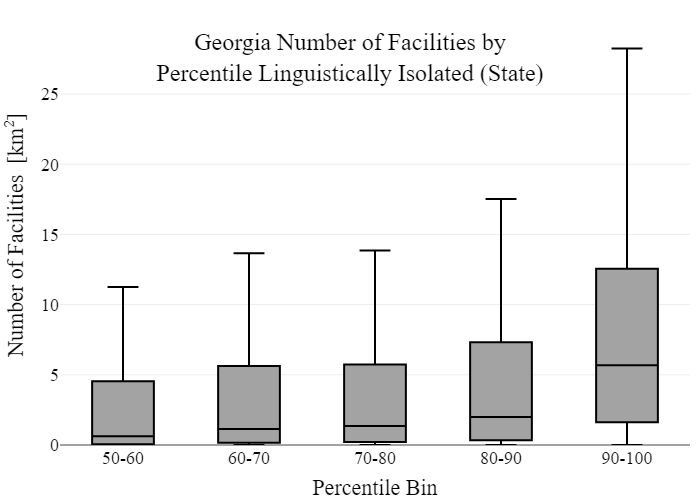 Georgia Number of Facilities by
Percentile Linguistically Isolated (State)
Number of Facilities [km²]
25
20
15
10
5
0
50-60 60-70 70-80 80-90 90-100
Percentile Bin